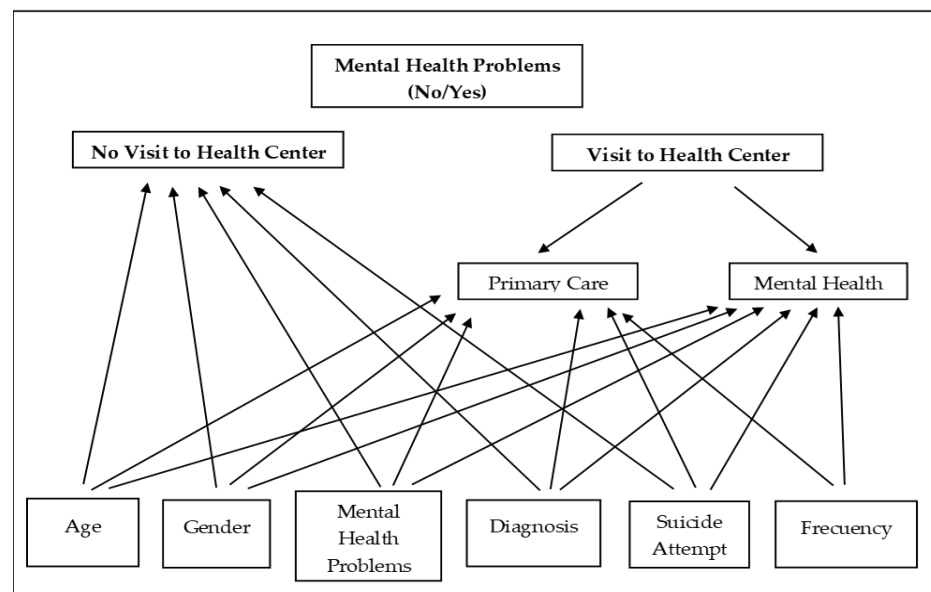 Mental Health Problems
(No/Yes)
No Visit to Health Center
Visit to Health Center
Primary Care
Mental Health
Age
Gender
Mental
Health
Problems
Diagnosis
Suicide
Attempt
Frecuency